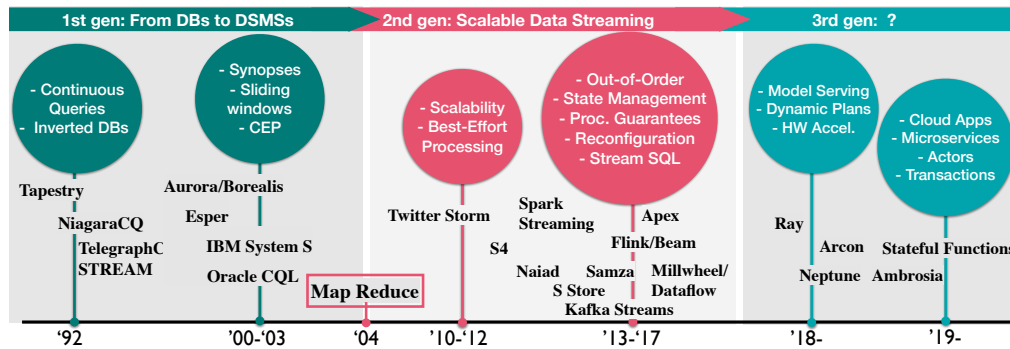 1st gen: From DBs to DSMSs
2nd gen: Scalable Data Streaming
3rd gen: ?
- Continuous
Queries
- Inverted DBs
- Synopses
- Sliding
windows
- CEP
- Scalability
- Best-Effort
Processing
- Out-of-Order
- State Management
- Proc. Guarantees
- Reconfiguration
- Stream SQL
- Model Serving
- Dynamic Plans
- HW Accel.
- Cloud Apps
- Microservices
- Actors
- Transactions
Tapestry
NiagaraCQ
TelegraphC
STREAM
Aurora/Borealis
Esper
IBM System S
Oracle CQL
Map Reduce
Twitter Storm
S4
Spark
Streaming
Apex
Flink/Beam
Naiad
Samza
Millwheel/
Dataflow
S Store
Kafka Streams
Ray
Arcon
Neptune
Stateful Functions
Ambrosia
‘92
‘00-‘03
‘04
‘10-‘12
‘13-‘17
‘18-
‘19-